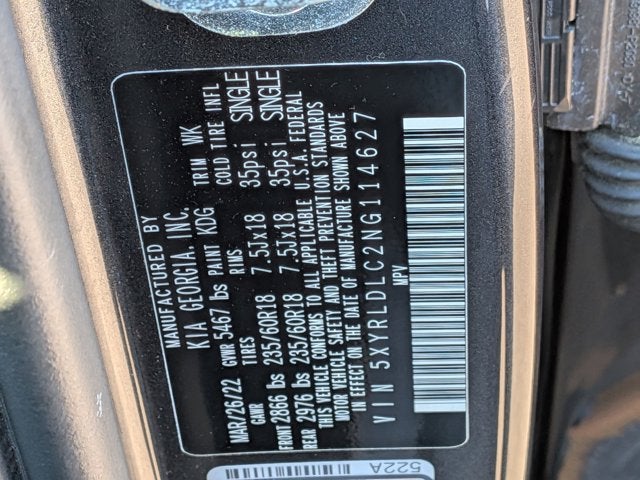 MANUFACTURED BY
KIA GEORGIA, INC.
MAR/26/22 GVWR 5467 lbs PAINT KDG TRIM WK
GAWR TIRES RIMS COLD TIRE INFL
FRONT 2866 lbs 235/60R18 7.5Jx18 35psi SINGLE
REAR 2976 lbs 235/60R18 7.5Jx18 35psi SINGLE
THIS VEHICLE CONFORMS TO ALL APPLICABLE U.S.A. FEDERAL
MOTOR VEHICLE SAFETY AND THEFT PREVENTION STANDARDS
IN EFFECT ON THE DATE OF MANUFACTURE SHOWN ABOVE
VIN 5XYRLDLC2NG114627
MPV
522A